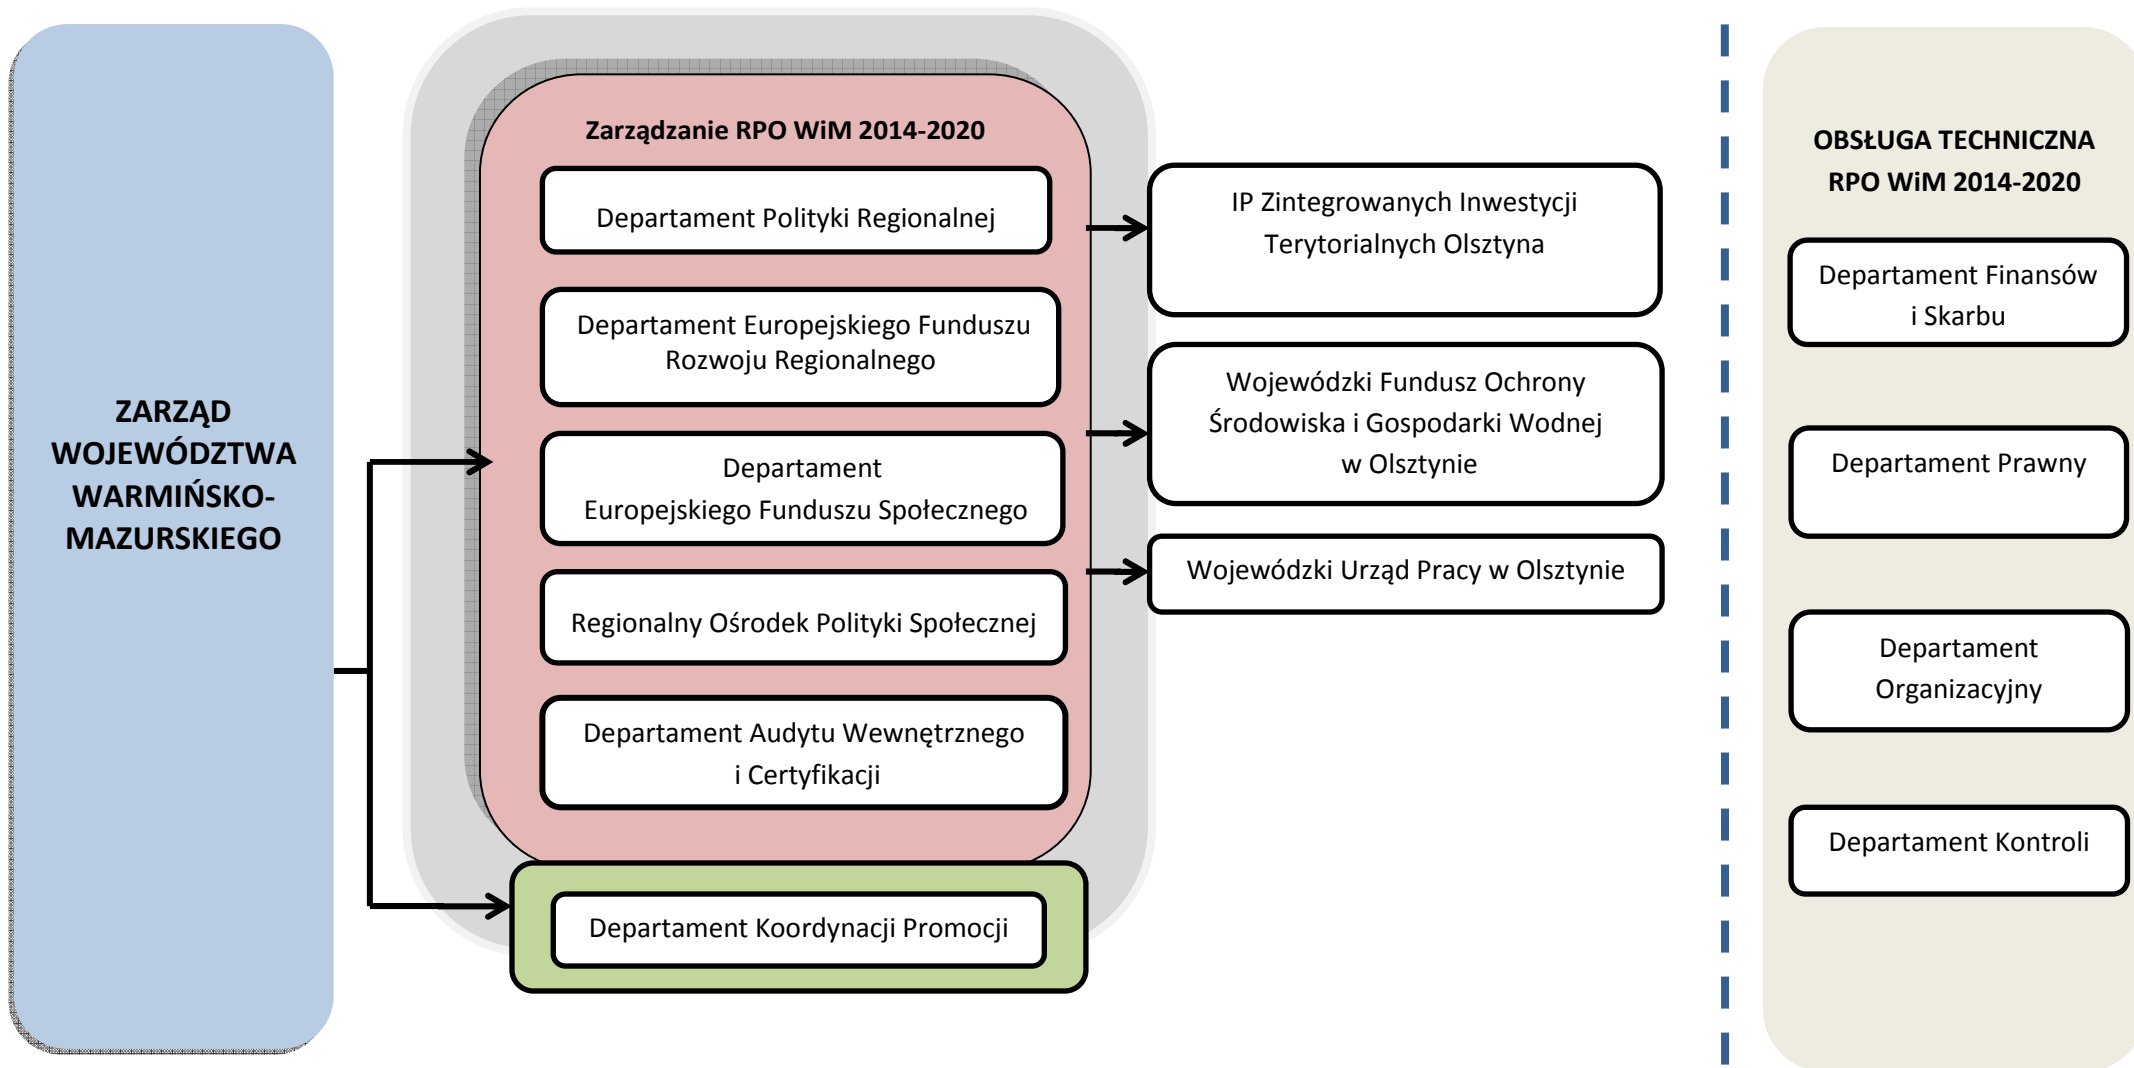 ZARZĄD
WOJEWÓDZTWA
WARMIŃSKO-
MAZURSKIEGO
Zarządzanie RPO WiM 2014-2020
Departament Polityki Regionalnej
Departament Europejskiego Funduszu
Rozwoju Regionalnego
Departament
Europejskiego Funduszu Społecznego
Regionalny Ośrodek Polityki Społecznej
Departament Audytu Wewnętrznego
i Certyfikacji
Departament Koordynacji Promocji
IP Zintegrowanych Inwestycji
Terytorialnych Olsztyna
Wojewódzki Fundusz Ochrony
Środowiska i Gospodarki Wodnej
w Olsztynie
Wojewódzki Urząd Pracy w Olsztynie
OBSŁUGA TECHNICZNA
RPO WiM 2014-2020
Departament Finansów
i Skarbu
Departament Prawny
Departament
Organizacyjny
Departament Kontroli